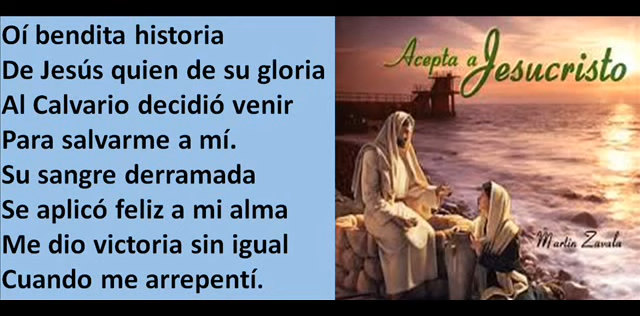 Oí bendita historia
De Jesús quien de su gloria
Al Calvario decidió venir
Para salvarme a mí.
Su sangre derramada
Se aplicó feliz a mi alma
Me dio victoria sin igual
Cuando me arrepentí.
Acepta a
Jesucristo
Martin Zavala